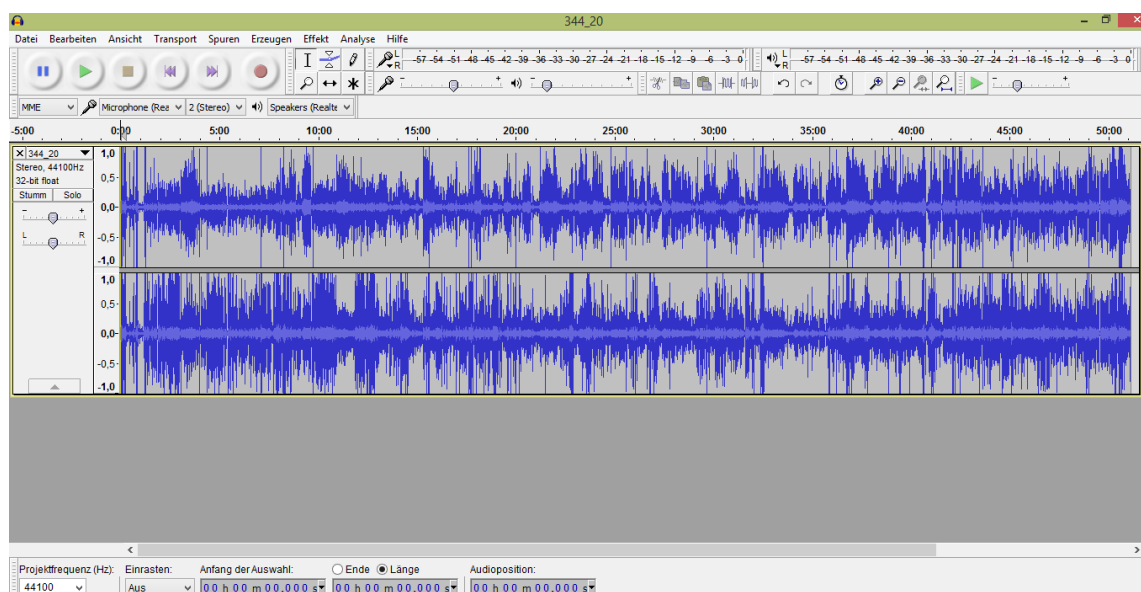 344_20
Datei Bearbeiten Ansicht Transport Spuren Erzeugen Effekt Analyse Hilfe
L -57 -54 -51 -48 -45 -42 -39 -36 -33 -30 -27 -24 -21 -18 -15 -12 -9 -6 -3 0 L -57 -54 -51 -48 -45 -42 -39 -36 -33 -30 -27 -24 -21 -18 -15 -12 -9 -6 -3 0
R R
MME Microphone (Rea 2 (Stereo) Speakers (Realte
-5:00 0:00 5:00 10:00 15:00 20:00 25:00 30:00 35:00 40:00 45:00 50:00
344_20 1,0
Stereo, 44100Hz
32-bit float 0,5
Stumm Solo
- + 0,0
L R -0,5
-1,0
1,0
0,5
0,0
-0,5
-1,0
Projektfrequenz (Hz): Einrasten: Anfang der Auswahl: Ende Länge Audioposition:
44100 Aus 00 h 00 m 00.000 s 00 h 00 m 00.000 s 00 h 00 m 00.000 s